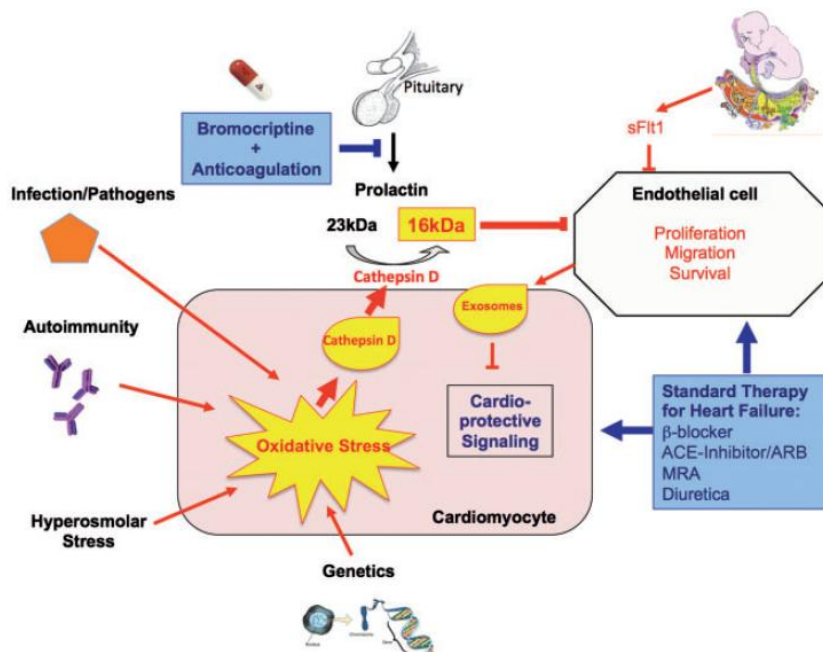 Pituitary
Bromocriptine
+
Anticoagulation
sFlt1
Prolactin
Infection/Pathogens
23kDa
16kDa
Endothelial cell
Proliferation
Migration
Survival
Cathepsin D
Exosomes
Autoimmunity
Cathepsin D
Cardio-
protective
Signaling
Standard Therapy
for Heart Failure:
β-blocker
ACE-Inhibitor/ARB
MRA
Diuretica
Oxidative Stress
Hyperosmolar
Stress
Cardiomyocyte
Genetics
Chromosome